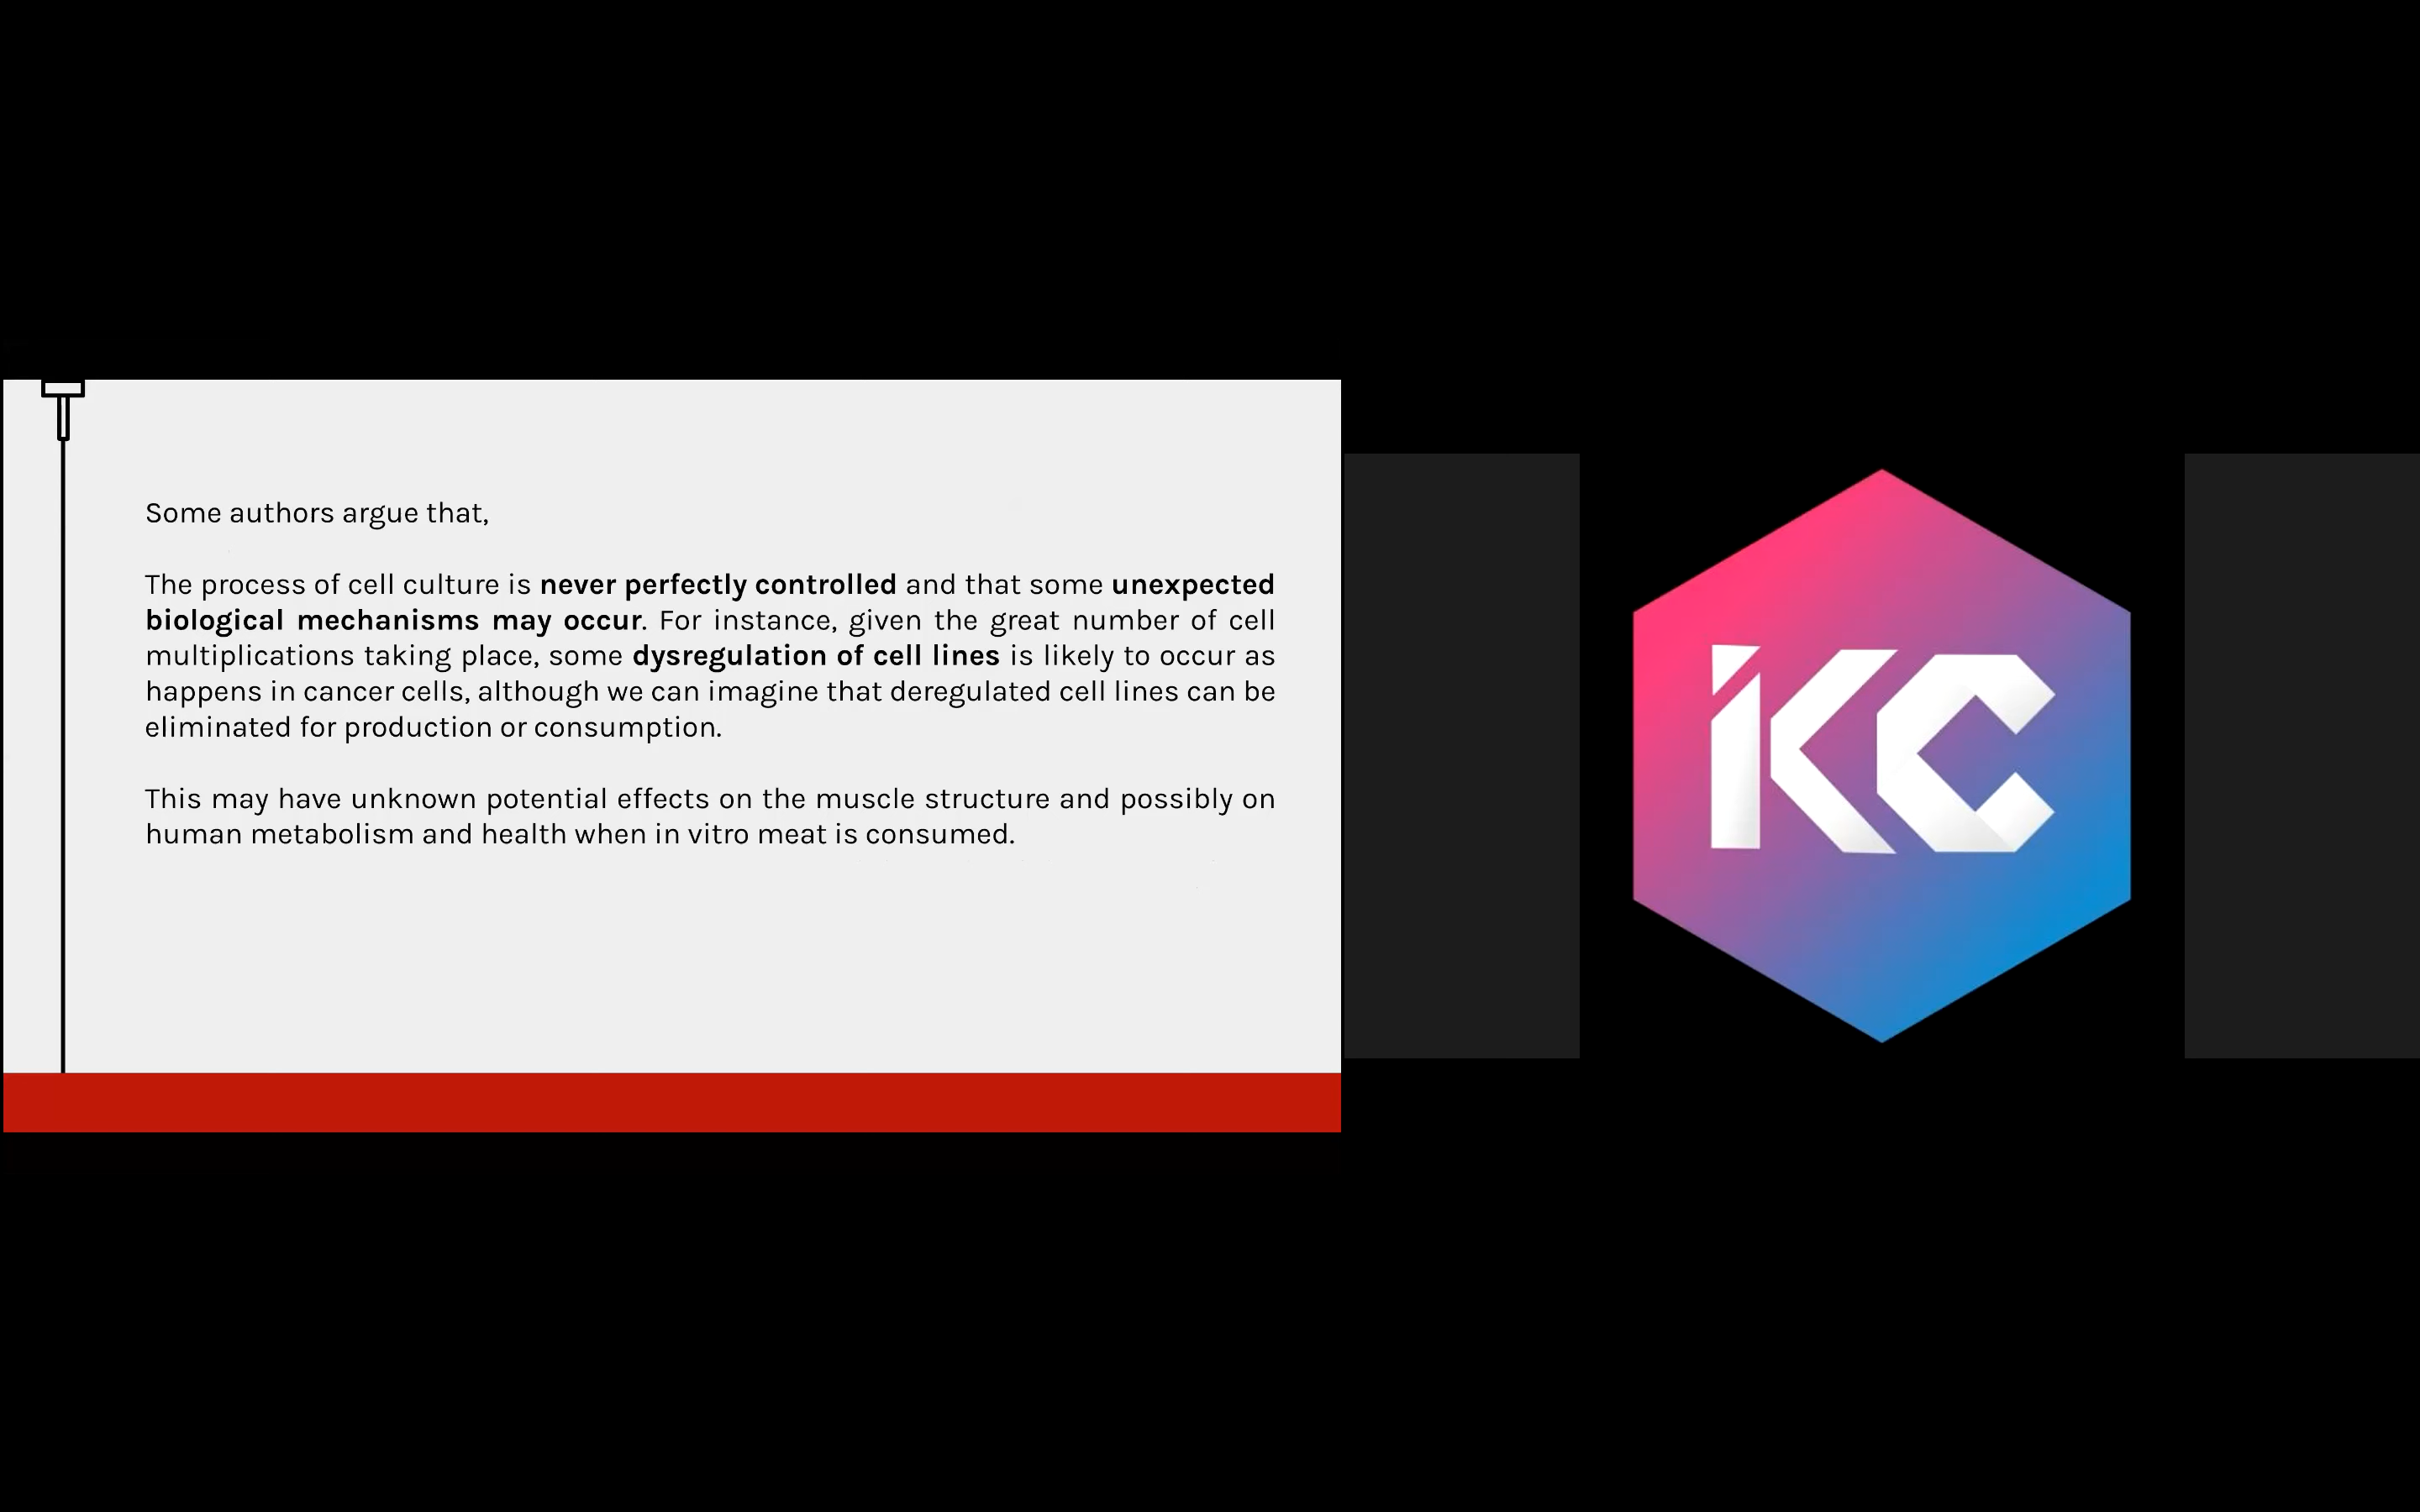 Some authors argue that,
The process of cell culture is never perfectly controlled and that some unexpected
biological mechanisms may occur. For instance, given the great number of cell
multiplications taking place, some dysregulation of cell lines is likely to occur as
happens in cancer cells, although we can imagine that deregulated cell lines can be
eliminated for production or consumption.
This may have unknown potential effects on the muscle structure and possibly on
human metabolism and health when in vitro meat is consumed.
iKC